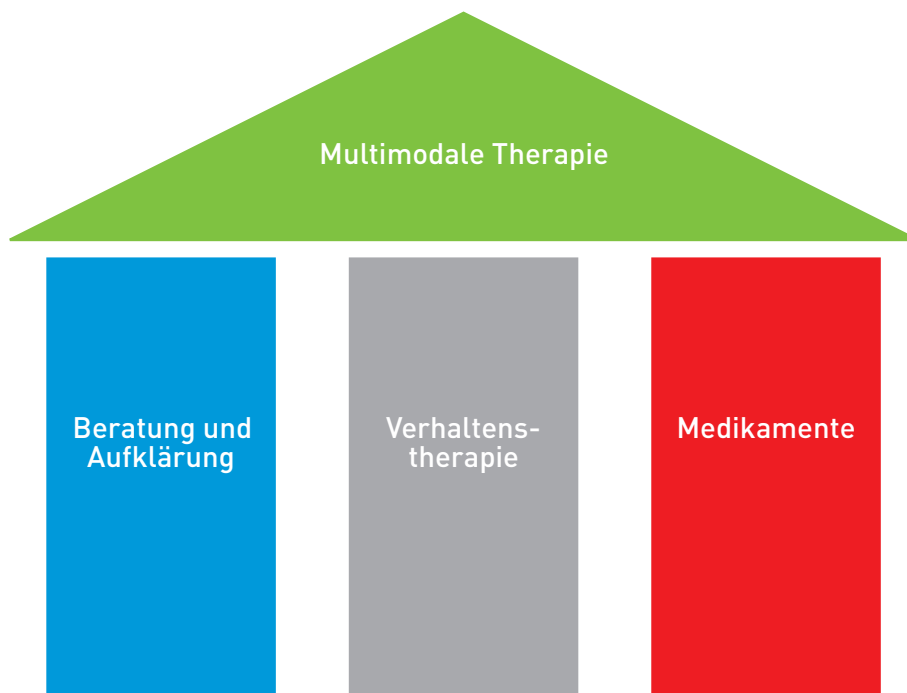 Multimodale Therapie
Beratung und
Aufklärung
Verhaltens-
therapie
Medikamente